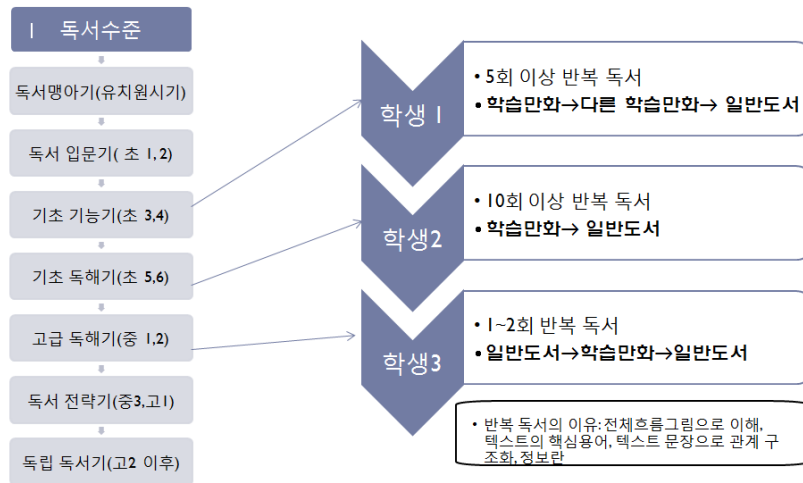 I 독서수준
독서맹아기(유치원시기)
독서 입문기( 초 1,2)
기초 기능기(초 3,4)
기초 독해기(초 5,6)
고급 독해기(중 1,2)
독서 전략기(중3,고1)
독립 독서기(고2 이후)
학생 1
• 5회 이상 반복 독서
• 학습만화→다른 학습만화→ 일반도서
학생2
• 10회 이상 반복 독서
• 학습만화→ 일반도서
학생3
• 1~2회 반복 독서
• 일반도서→학습만화→일반도서
• 반복 독서의 이유: 전체흐름그림으로 이해,
텍스트의 핵심용어, 텍스트 문장으로 관계 구
조화, 정보란